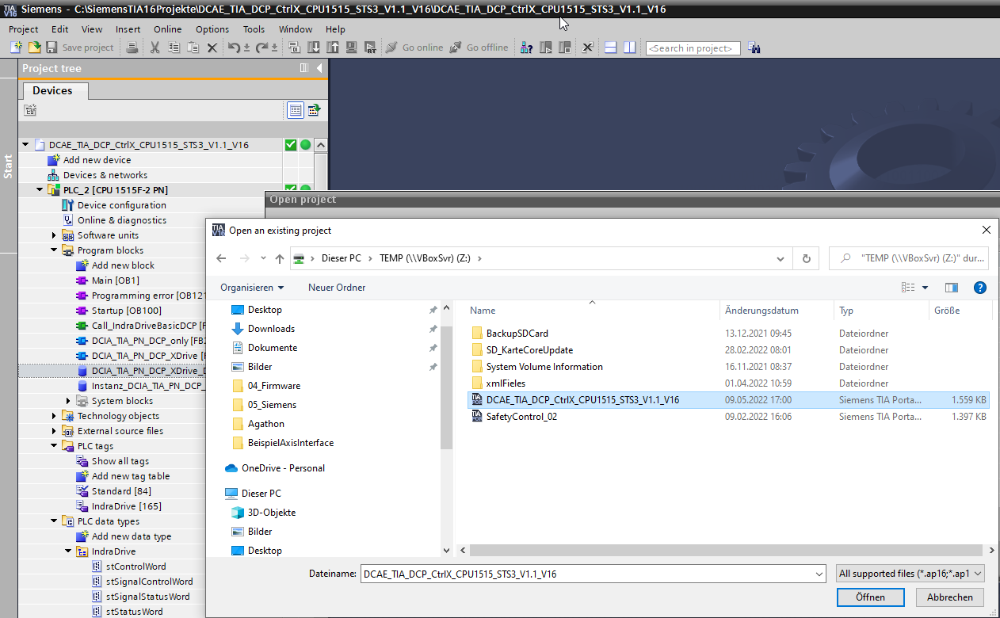 Siemens - C:\SiemensTIA16Projekte\DCAE_TIA_DCP_CtrlX_CPU1515_STS3_V1.1_V16\DCAE_TIA_DCP_CtrlX_CPU1515_STS3_V1.1_V16
Project Edit View Insert Online Options Tools Window Help
Save project Go online Go offline <Search in project>
Project tree
Devices
Start
DCAE_TIA_DCP_CtrlX_CPU1515_STS3_V1.1_V16
Add new device
Devices & networks
PLC_2 [CPU 1515F-2 PN]
Device configuration
Online & diagnostics
Software units
Program blocks
Add new block
Main [OB1]
Programming error [OB121
Startup [OB100]
Call_IndraDriveBasicDCP [F
DCIA_TIA_PN_DCP_only [FB2
DCIA_TIA_PN_DCP_XDrive [F
DCIA_TIA_PN_DCP_XDrive_D
Instanz_DCIA_TIA_PN_DCP_
System blocks
Technology objects
External source files
PLC tags
Show all tags
Add new tag table
Standard [84]
IndraDrive [165]
PLC data types
Add new data type
IndraDrive
stControlWord
stSignalControlWord
stSignalStatusWord
stStatusWord
Open project
TIA V16 Open an existing project
Dieser PC > TEMP (\\VBoxSvr) (Z:) >
"TEMP (\\VBoxSvr) (Z:)" dur...
Organisieren Neuer Ordner
Desktop
Downloads
Dokumente
Bilder
04_Firmware
05_Siemens
Agathon
BeispielAxisInterface
OneDrive - Personal
Dieser PC
3D-Objekte
Bilder
Desktop
Name Änderungsdatum Typ Größe
BackupSDCard 13.12.2021 09:45 Dateiordner
SD_KarteCoreUpdate 28.02.2022 08:01 Dateiordner
System Volume Information 16.11.2021 08:37 Dateiordner
xmlFieles 01.04.2022 10:59 Dateiordner
DCAE_TIA_DCP_CtrlX_CPU1515_STS3_V1.1_V16 09.05.2022 17:00 Siemens TIA Porta... 1.559 KB
SafetyControl_02 09.02.2022 16:06 Siemens TIA Porta... 1.397 KB
Dateiname: DCAE_TIA_DCP_CtrlX_CPU1515_STS3_V1.1_V16 All supported files (*.ap16;*.ap1
Öffnen Abbrechen